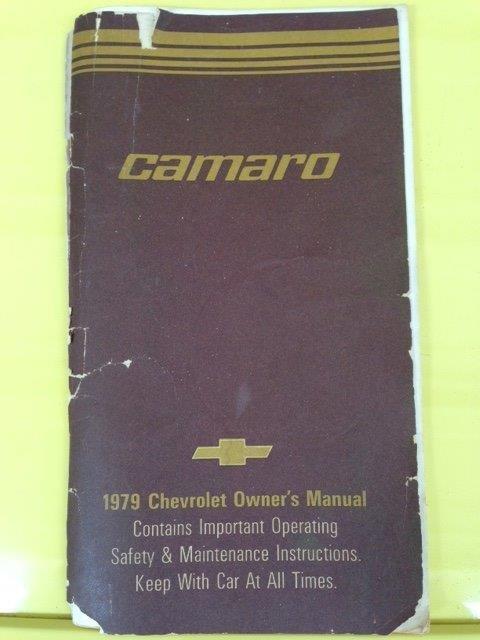 camaro
1979 Chevrolet Owner's Manual
Contains Important Operating
Safety & Maintenance Instructions.
Keep With Car At All Times.